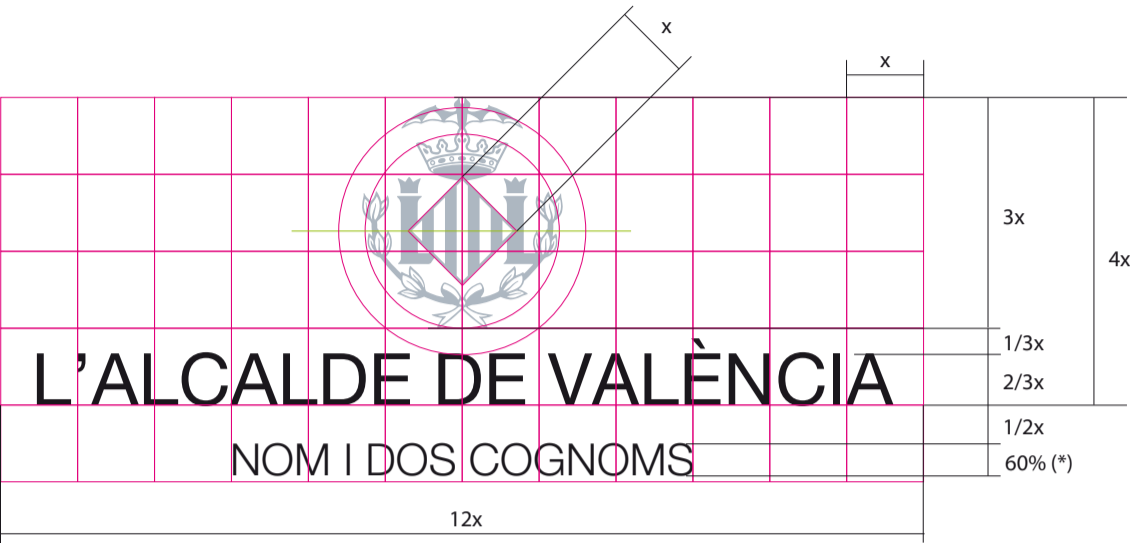 x
x
3x
4x
1/3x
L’ALCALDE DE VALÈNCIA
2/3x
1/2x
NOM I DOS COGNOMS
60% (*)
12x